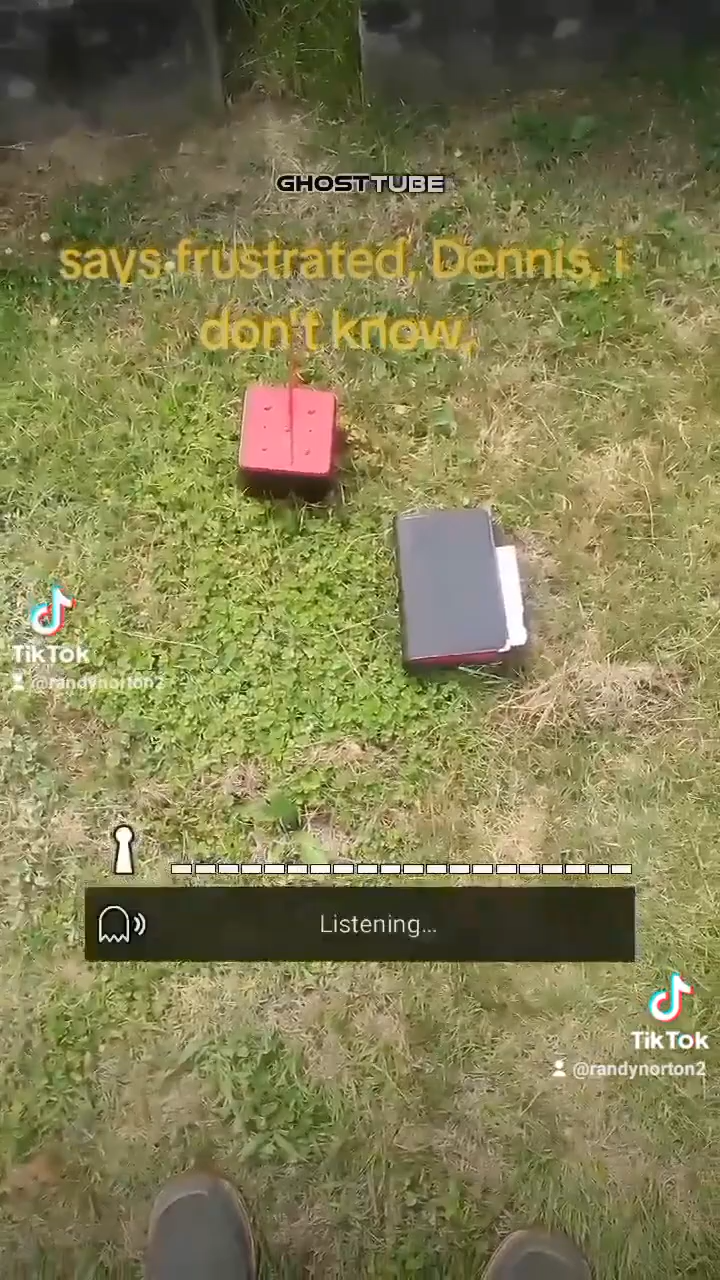 GHOSTTUBE
says frustrated, Dennis, i
don't know,
TikTok
@randynorton2
Listening...
TikTok
@randynorton2